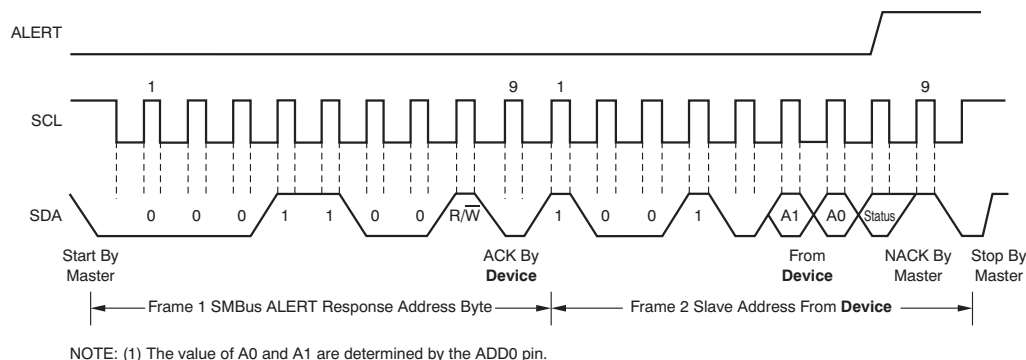 ALERT
1 9 1 9
SCL
SDA 0 0 0 1 1 0 0 R/W 1 0 0 1 A1 A0 Status
Start By Master
ACK By Device
From Device
NACK By Master
Stop By Master
Frame 1 SMBus ALERT Response Address Byte
Frame 2 Slave Address From Device
NOTE: (1) The value of A0 and A1 are determined by the ADD0 pin.